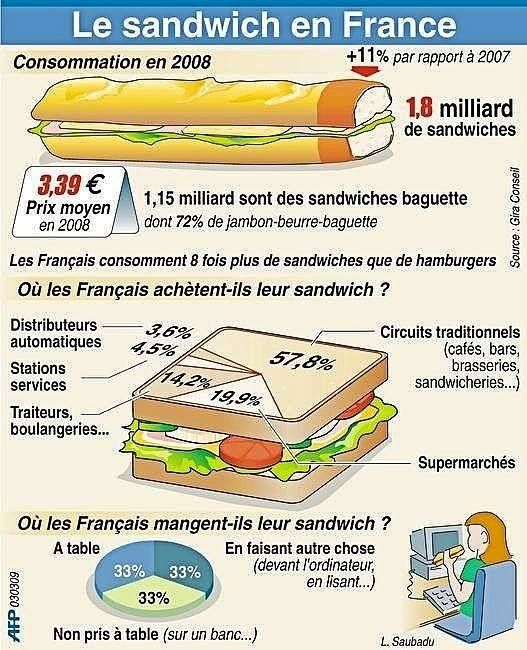 Le sandwich en France
Consommation en 2008
+11% par rapport à 2007
1,8 milliard
de sandwiches
3,39 €
Prix moyen
en 2008
1,15 milliard sont des sandwiches baguette
dont 72% de jambon-beurre-baguette
Source : Gira Conseil
Les Français consomment 8 fois plus de sandwiches que de hamburgers
Où les Français achètent-ils leur sandwich ?
Distributeurs
automatiques
3,6%
Stations
services
4,5%
Traiteurs,
boulangeries...
14,2%
57,8%
19,9%
Circuits traditionnels
(cafés, bars,
brasseries,
sandwicheries...)
Supermarchés
Où les Français mangent-ils leur sandwich ?
A table
33%
33%
33%
En faisant autre chose
(devant l'ordinateur,
en lisant...)
Non pris à table (sur un banc...)
AFP 030309
L. Saubadu